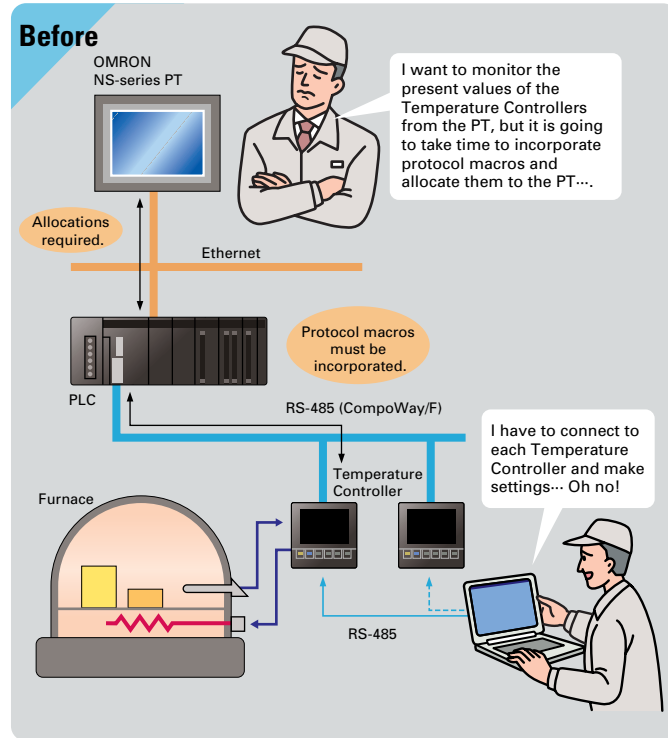 Before
OMRON
NS-series PT
I want to monitor the
present values of the
Temperature Controllers
from the PT, but it is going
to take time to incorporate
protocol macros and
allocate them to the PT···.
Allocations
required.
Ethernet
Protocol macros
must be
incorporated.
PLC
RS-485 (CompoWay/F)
I have to connect to
each Temperature
Controller and make
settings··· Oh no!
Temperature
Controller
Furnace
RS-485